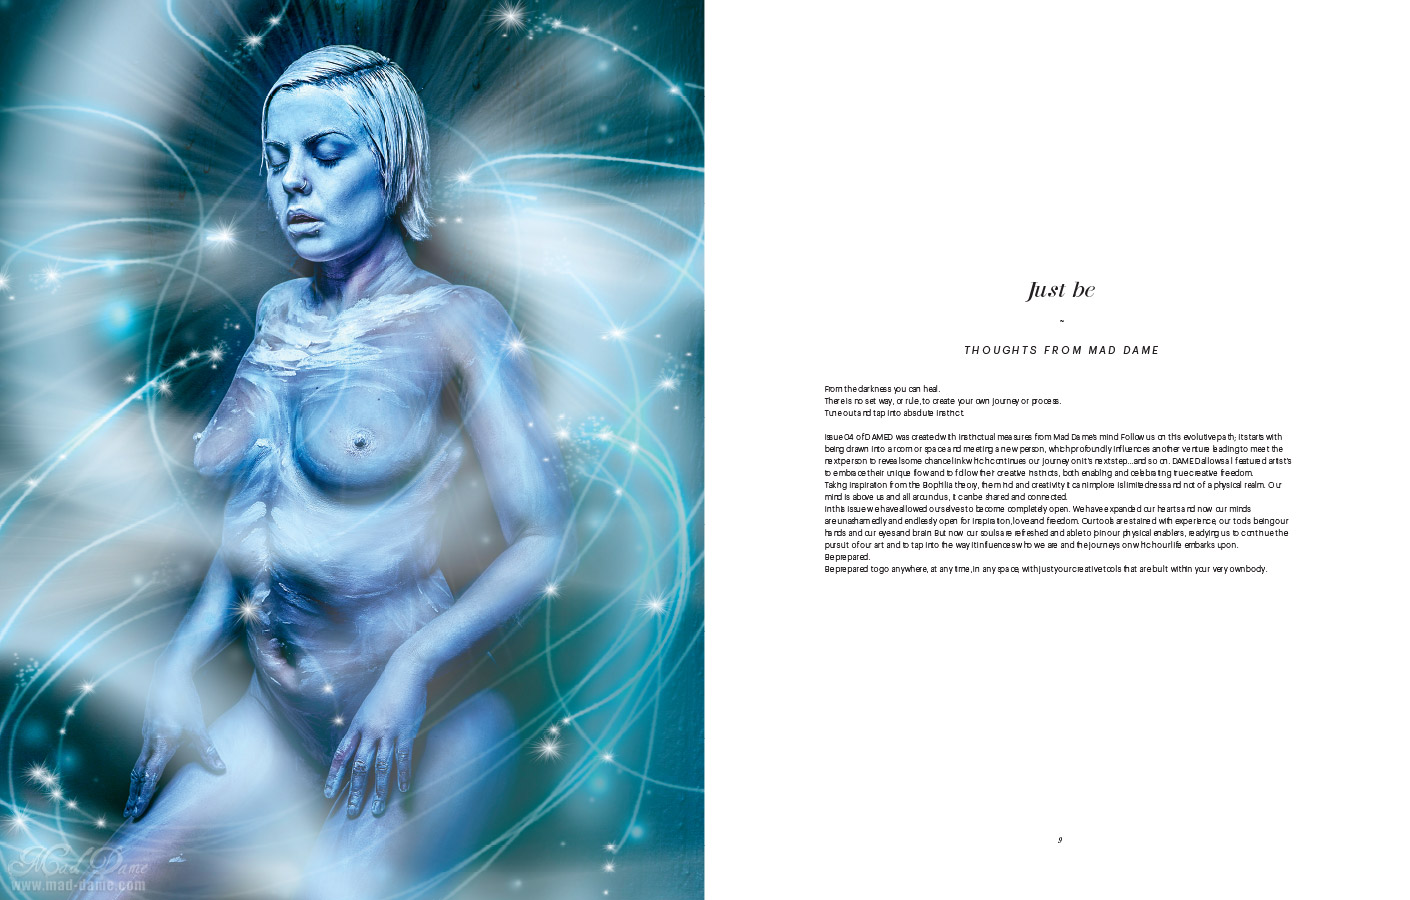 Just be
~
THOUGHTS FROM MAD DAME
From the darkness you can heal.
There is no set way, or rule, to create your own journey or process.
Tune out and tap into absolute instinct.
Issue 04 of DAMED was created with instinctual measures from Mad Dame's mind. Follow us on this evolutive path; it starts with
being drawn into a room or space and meeting a new person, which profoundly influences another venture leading to meet the
next person to reveal some chance link which continues our journey on it's next step...and so on. DAMED allows all featured artist's
to embrace their unique flow and to follow their creative instincts, both enabling and celebrating true creative freedom.
Taking inspiration from the Biophilia theory, the mind and creativity it can implore is limitedness and not of a physical realm. Our
mind is above us and all around us, it can be shared and connected.
In this issue we have allowed ourselves to become completely open. We have expanded our hearts and now our minds
are unashamedly and endlessly open for inspiration, love and freedom. Our tools are stained with experience, our tools being our
hands and our eyes and brain. But now our souls are refreshed and able to join our physical enablers, readying us to continue the
pursuit of our art and to tap into the way it influences who we are and the journeys on which our life embarks upon.
Be prepared.
Be prepared to go anywhere, at any time, in any space, with just your creative tools that are built within your very own body.
9
Mad Dame
www.mad-dame.com